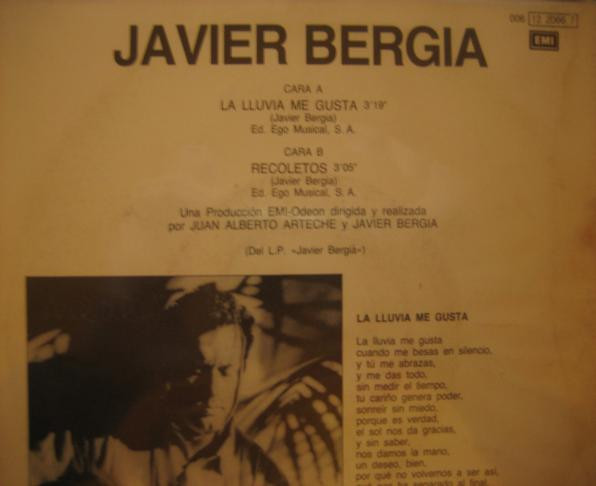 006 12 2066 7
EMI
JAVIER BERGIA
CARA A
LA LLUVIA ME GUSTA 3'19"
(Javier Bergia)
Ed. Ego Musical, S. A.
CARA B
RECOLETOS 3'05"
(Javier Bergia)
Ed. Ego Musical, S. A.
Una Producción EMI-Odeon dirigida y realizada
por JUAN ALBERTO ARTECHE y JAVIER BERGIA
(Del L.P. «Javier Bergia»)
LA LLUVIA ME GUSTA
La lluvia me gusta
cuando me besas en silencio,
y tú me abrazas,
y me das todo,
sin medir el tiempo,
tu cariño genera poder,
sonreír sin miedo,
porque es verdad,
el sol nos da gracias,
y sin saber,
nos damos la mano,
un deseo, bien,
por qué no volvemos a ser así,